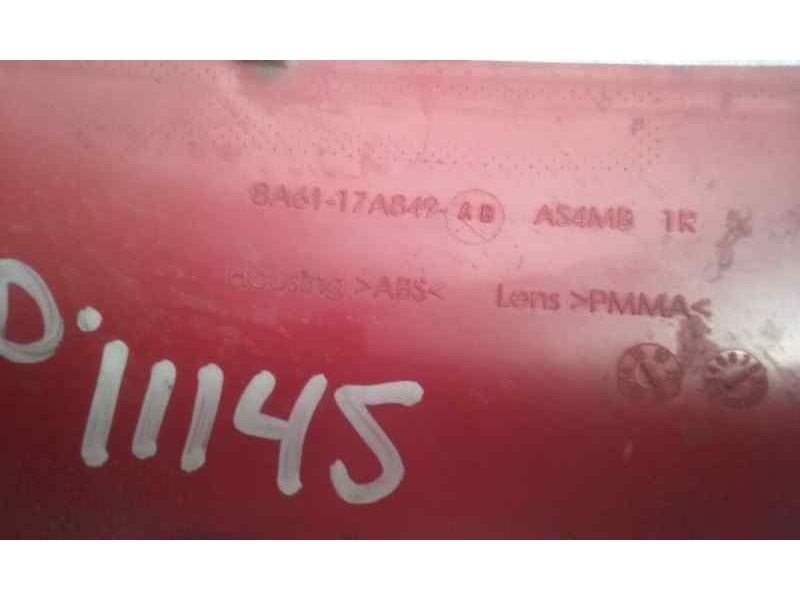 8A61-17A849-AB AS4MB 1R
Housing >ABS< Lens >PMMA<
D.11145